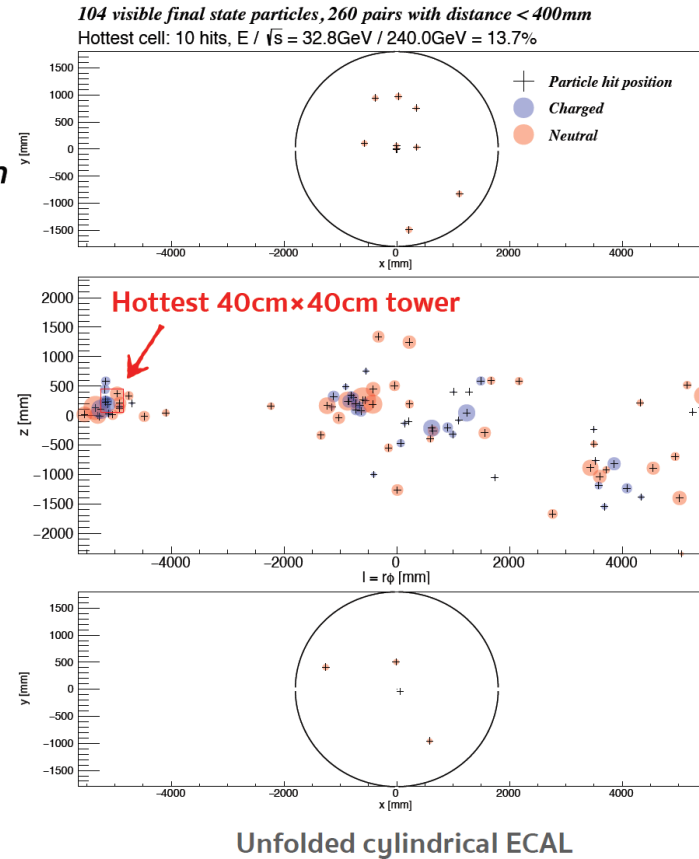 104 visible final state particles, 260 pairs with distance < 400mm
Hottest cell: 10 hits, E / √s = 32.8GeV / 240.0GeV = 13.7%
n
y [mm]
1500
1000
500
0
−500
−1000
−1500
Particle hit position
Charged
Neutral
-4000
-2000
0
2000
4000
x [mm]
z [mm]
2000
1500
1000
500
0
−500
−1000
−1500
−2000
Hottest 40cm×40cm tower
−4000
−2000
0
2000
4000
l = rϕ [mm]
y [mm]
1500
1000
500
0
−500
−1000
−1500
-4000
-2000
0
2000
4000
x [mm]
Unfolded cylindrical ECAL